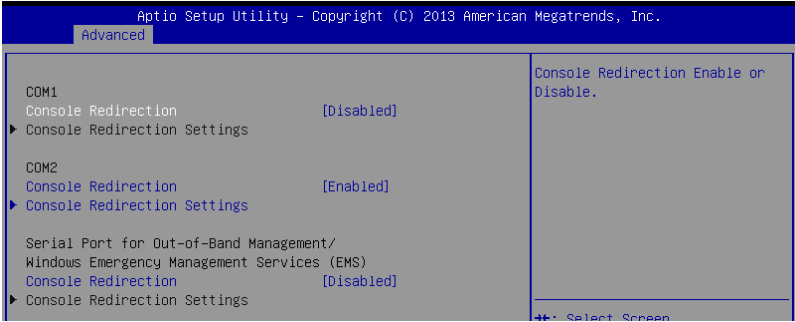 Aptio Setup Utility – Copyright (C) 2013 American Megatrends, Inc.
Advanced
COM1
Console Redirection [Disabled]
Console Redirection Settings
COM2
Console Redirection [Enabled]
Console Redirection Settings
Serial Port for Out-of-Band Management/
Windows Emergency Management Services (EMS)
Console Redirection [Disabled]
Console Redirection Settings
Console Redirection Enable or
Disable.
: Select Screen